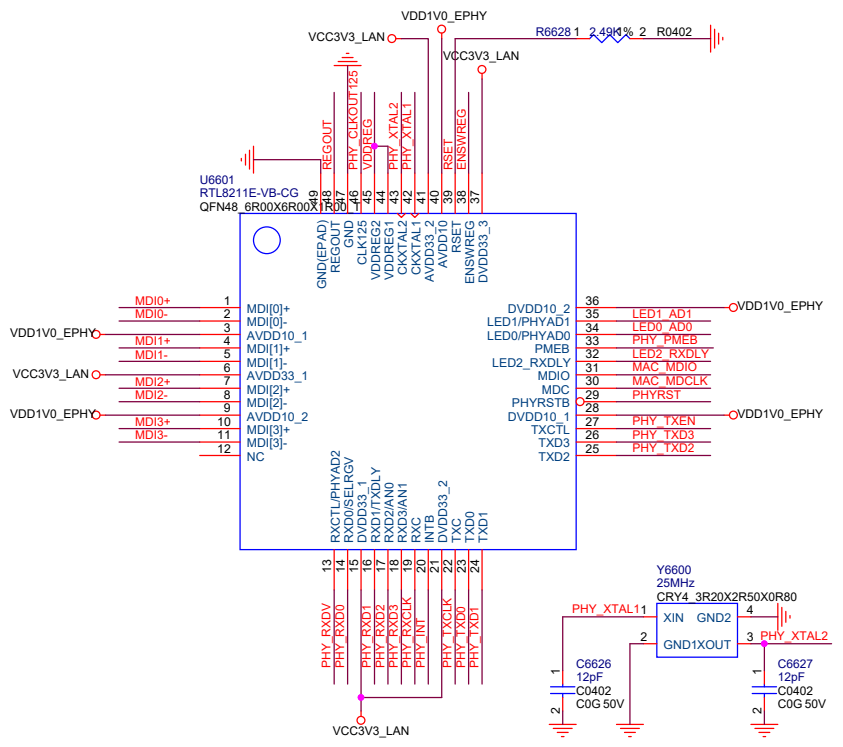 VDD1V0_EPHY
VCC3V3_LAN
R6628 1 2.49K1% 2 R0402
VCC3V3_LAN
REGOUT
PHY_CLKOUT125
VDDREG
PHY_XTAL2
PHY_XTAL1
RSET
ENSWREG
U6601
RTL8211E-VB-CG
QFN48_6R00X6R00X1R00_1
49 48 47 46 45 44 43 42 41 40 39 38 37
GND(EPAD)
REGOUT
GND
CLK125
VDDREG2
VDDREG1
CKXTAL2
CKXTAL1
AVDD33_2
AVDD10
RSET
ENSWREG
DVDD33_3
MDI0+ 1 MDI[0]+
MDI0- 2 MDI[0]-
VDD1V0_EPHY 3 AVDD10_1
MDI1+ 4 MDI[1]+
MDI1- 5 MDI[1]-
VCC3V3_LAN 6 AVDD33_1
MDI2+ 7 MDI[2]+
MDI2- 8 MDI[2]-
VDD1V0_EPHY 9 AVDD10_2
MDI3+ 10 MDI[3]+
MDI3- 11 MDI[3]-
12 NC
DVDD10_2 36 VDD1V0_EPHY
LED1/PHYAD1 35 LED1_AD1
LED0/PHYAD0 34 LED0_AD0
PMEB 33 PHY_PMEB
LED2_RXDLY 32 LED2_RXDLY
MDIO 31 MAC_MDIO
MDC 30 MAC_MDCLK
PHYRSTB 29 PHYRST
DVDD10_1 28 VDD1V0_EPHY
TXCTL 27 PHY_TXEN
TXD3 26 PHY_TXD3
TXD2 25 PHY_TXD2
RXCTL/PHYAD2
RXD0/SELRGV
DVDD33_1
RXD1/TXDLY
RXD2/AN0
RXD3/AN1
RXC
INTB
DVDD33_2
TXC
TXD0
TXD1
13 14 15 16 17 18 19 20 21 22 23 24
PHY_RXDV
PHY_RXD0
PHY_RXD1
PHY_RXD2
PHY_RXD3
PHY_RXCLK
PHY_INT
PHY_TXCLK
PHY_TXD0
PHY_TXD1
VCC3V3_LAN
Y6600
25MHz
CRY4_3R20X2R50X0R80
PHY_XTAL1 1 XIN GND2 4
2 GND1 XOUT 3 PHY_XTAL2
1
C6626
12pF
C0402
C0G 50V
2
1
C6627
12pF
C0402
C0G 50V
2